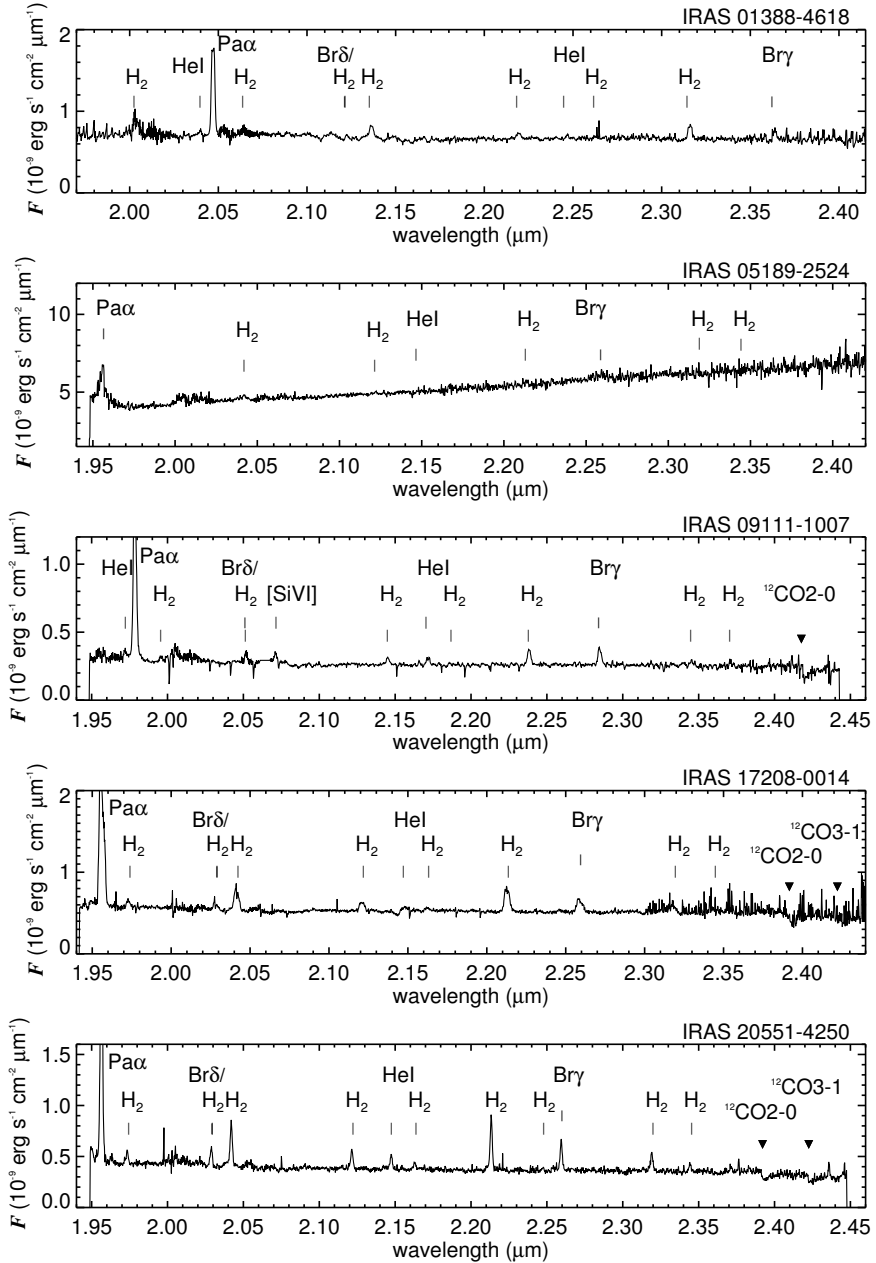 IRAS 01388-4618
F (10⁻⁹ erg s⁻¹ cm⁻² μm⁻¹)
2
1
0
H₂ HeI Paα H₂ Brδ/ H₂ H₂ H₂ HeI H₂ H₂ Brγ
2.00 2.05 2.10 2.15 2.20 2.25 2.30 2.35 2.40
wavelength (μm)
IRAS 05189-2524
F (10⁻⁹ erg s⁻¹ cm⁻² μm⁻¹)
10
5
Paα H₂ H₂ HeI H₂ Brγ H₂ H₂
1.95 2.00 2.05 2.10 2.15 2.20 2.25 2.30 2.35 2.40
wavelength (μm)
IRAS 09111-1007
F (10⁻⁹ erg s⁻¹ cm⁻² μm⁻¹)
1.0
0.5
0.0
HeI Paα H₂ Brδ/ H₂ [SiVI] H₂ HeI H₂ H₂ Brγ H₂ H₂ ¹²CO2-0
1.95 2.00 2.05 2.10 2.15 2.20 2.25 2.30 2.35 2.40 2.45
wavelength (μm)
IRAS 17208-0014
F (10⁻⁹ erg s⁻¹ cm⁻² μm⁻¹)
2
1
0
Paα H₂ Brδ/ H₂ H₂ H₂ HeI H₂ H₂ Brγ H₂ H₂ ¹²CO2-0 ¹²CO3-1
1.95 2.00 2.05 2.10 2.15 2.20 2.25 2.30 2.35 2.40
wavelength (μm)
IRAS 20551-4250
F (10⁻⁹ erg s⁻¹ cm⁻² μm⁻¹)
1.5
1.0
0.5
0.0
Paα H₂ Brδ/ H₂ H₂ H₂ HeI H₂ H₂ H₂ Brγ H₂ H₂ ¹²CO2-0 ¹²CO3-1
1.95 2.00 2.05 2.10 2.15 2.20 2.25 2.30 2.35 2.40 2.45
wavelength (μm)